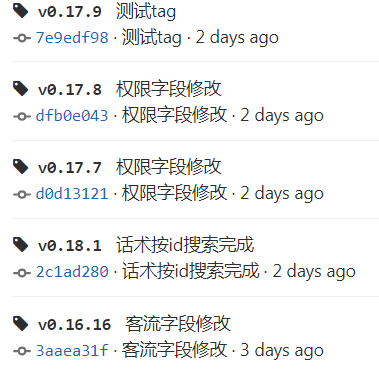 v0.17.9 测试tag
7e9edf98 · 测试tag · 2 days ago
v0.17.8 权限字段修改
dfb0e043 · 权限字段修改 · 2 days ago
v0.17.7 权限字段修改
d0d13121 · 权限字段修改 · 2 days ago
v0.18.1 话术按id搜索完成
2c1ad280 · 话术按id搜索完成 · 2 days ago
v0.16.16 客流字段修改
3aaea31f · 客流字段修改 · 3 days ago